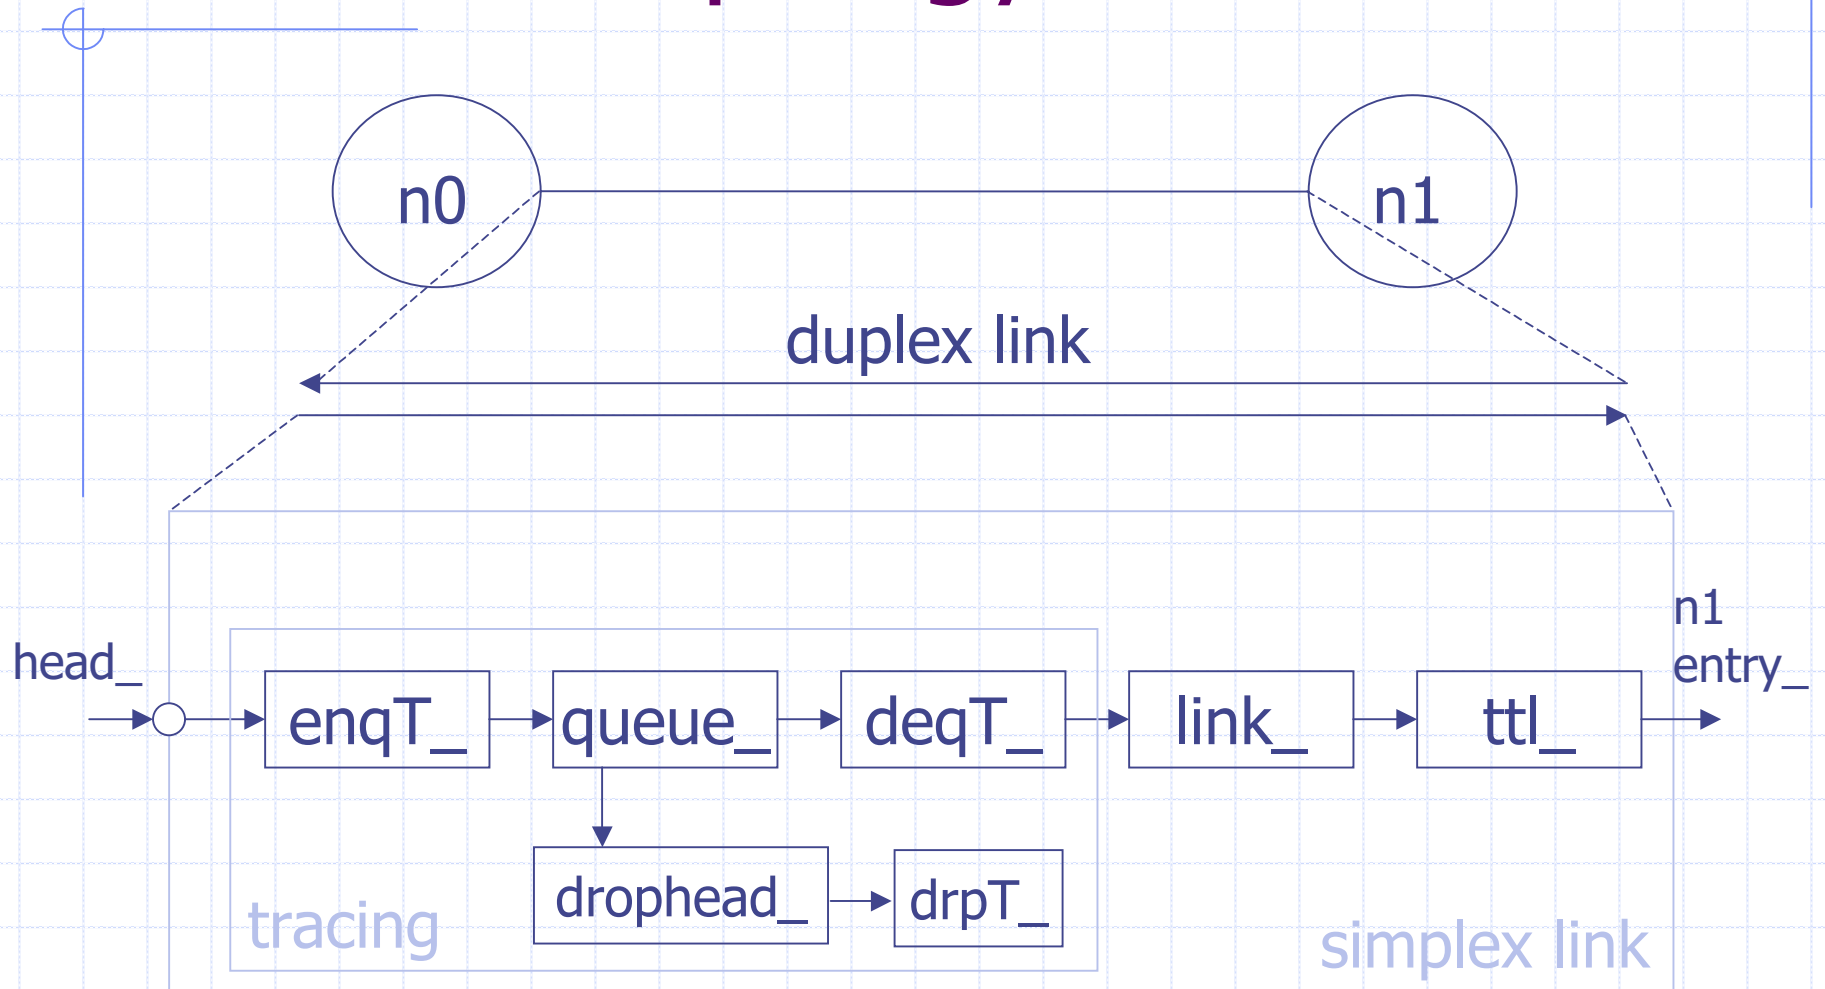 n0
n1
duplex link
n1
head_
entry_
enqT_
queue_
deqT_
link_
ttl_
drophead_
drpT_
tracing
simplex link